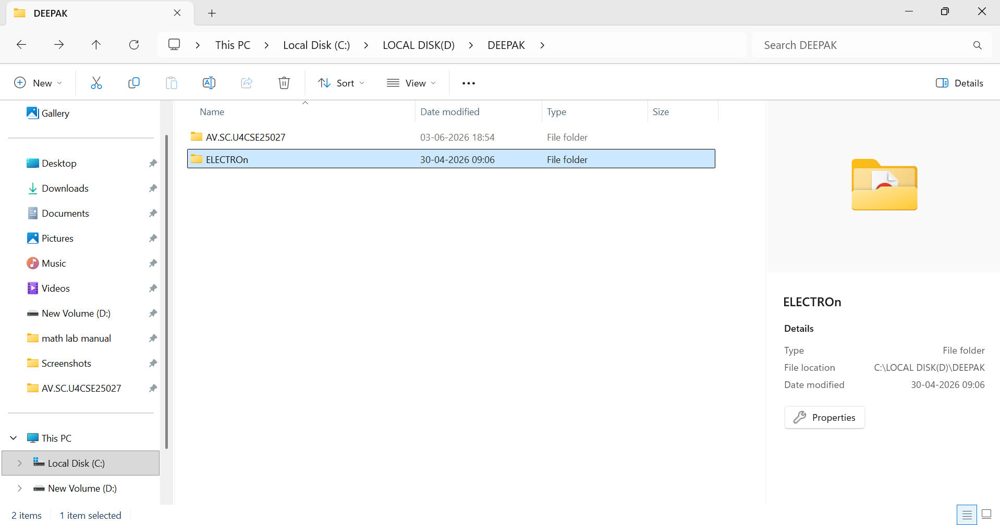 DEEPAK
This PC > Local Disk (C:) > LOCAL DISK(D) > DEEPAK >
Search DEEPAK
New
Sort
View
Details
Gallery
Desktop
Downloads
Documents
Pictures
Music
Videos
New Volume (D:)
math lab manual
Screenshots
AV.SC.U4CSE25027
This PC
Local Disk (C:)
New Volume (D:)
Name Date modified Type Size
AV.SC.U4CSE25027 03-06-2026 18:54 File folder
ELECTROn 30-04-2026 09:06 File folder
ELECTROn
Details
Type File folder
File location C:\LOCAL DISK(D)\DEEPAK
Date modified 30-04-2026 09:06
Properties
2 items 1 item selected